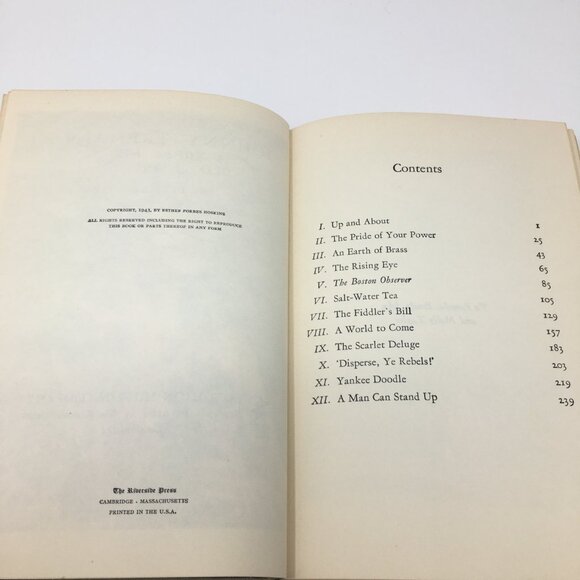 COPYRIGHT, 1943, BY ESTHER FORBES HOSKINS
ALL RIGHTS RESERVED INCLUDING THE RIGHT TO REPRODUCE
THIS BOOK OR PARTS THEREOF IN ANY FORM
The Riverside Press
CAMBRIDGE · MASSACHUSETTS
PRINTED IN THE U.S.A.
Contents
I. Up and About 1
II. The Pride of Your Power 25
III. An Earth of Brass 43
IV. The Rising Eye 65
V. The Boston Observer 85
VI. Salt-Water Tea 105
VII. The Fiddler's Bill 129
VIII. A World to Come 157
IX. The Scarlet Deluge 183
X. 'Disperse, Ye Rebels!' 203
XI. Yankee Doodle 219
XII. A Man Can Stand Up 239